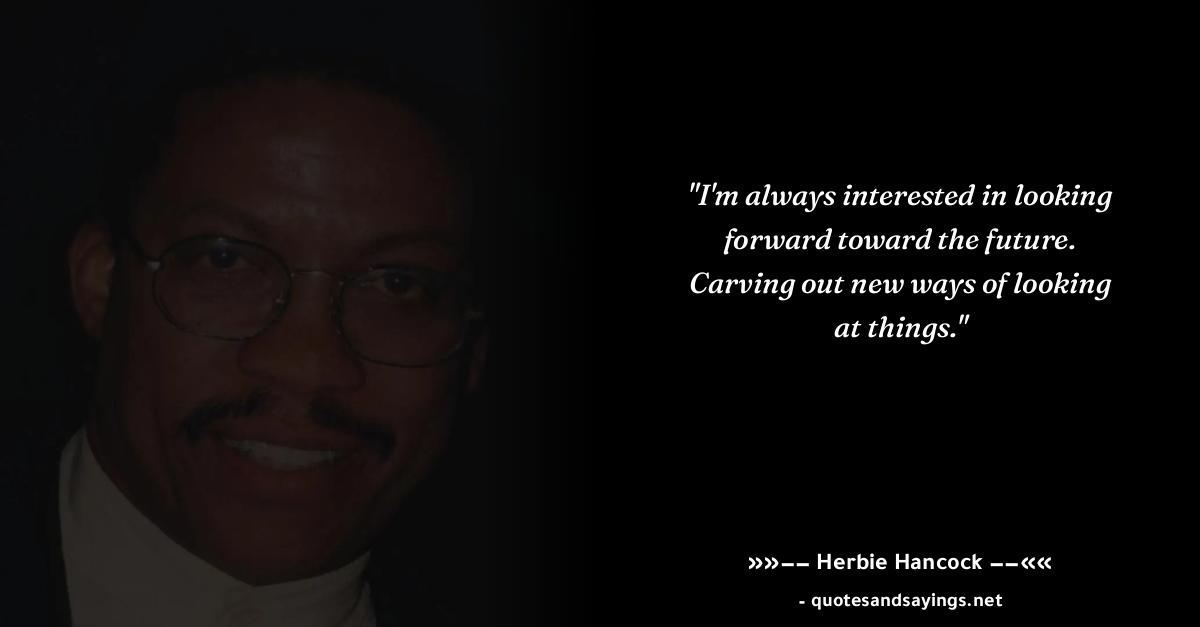 "I'm always interested in looking
forward toward the future.
Carving out new ways of looking
at things."
»»−− Herbie Hancock −−««
- quotesandsayings.net